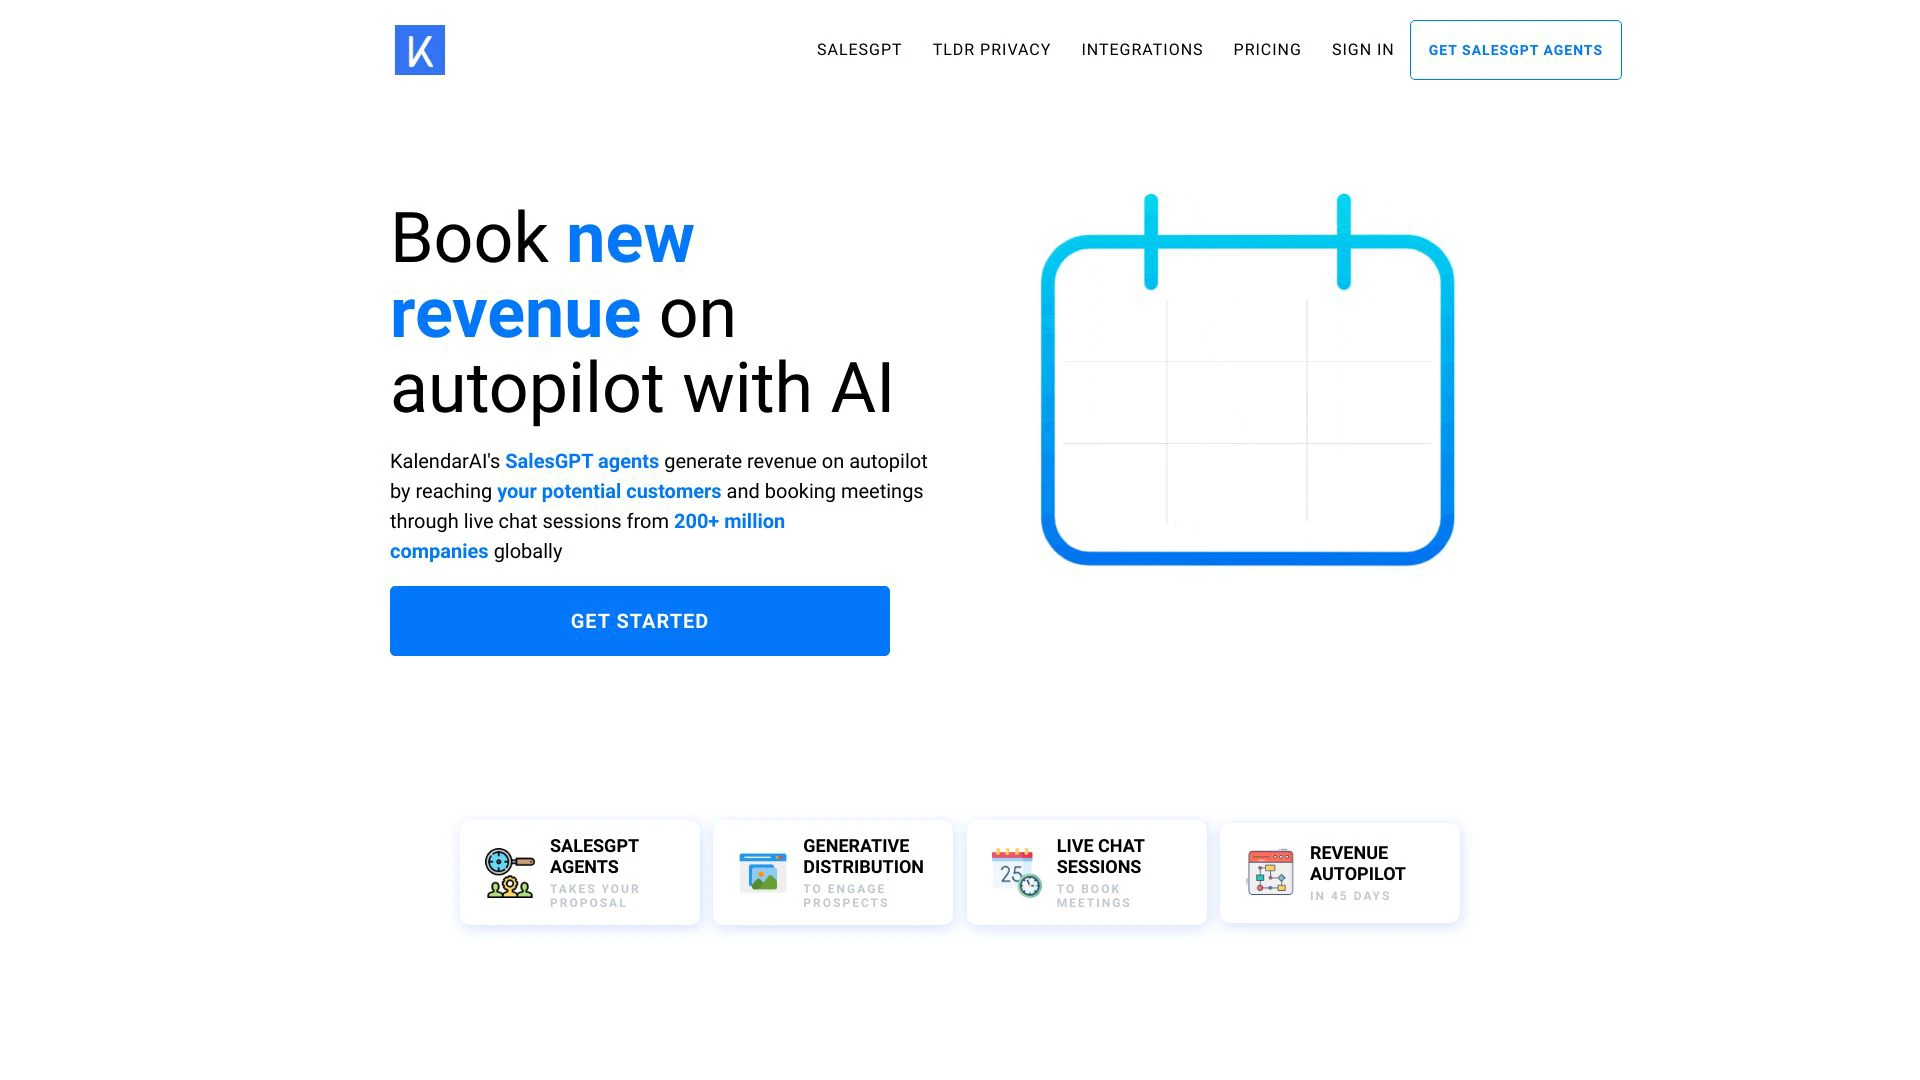 K
SALESGPT
TLDR PRIVACY
INTEGRATIONS
PRICING
SIGN IN
GET SALESGPT AGENTS
Book new
revenue on
autopilot with AI
KalendarAI's SalesGPT agents generate revenue on autopilot
by reaching your potential customers and booking meetings
through live chat sessions from 200+ million
companies globally
GET STARTED
SALESGPT
AGENTS
TAKES YOUR
PROPOSAL
GENERATIVE
DISTRIBUTION
TO ENGAGE
PROSPECTS
25
LIVE CHAT
SESSIONS
TO BOOK
MEETINGS
REVENUE
AUTOPILOT
IN 45 DAYS